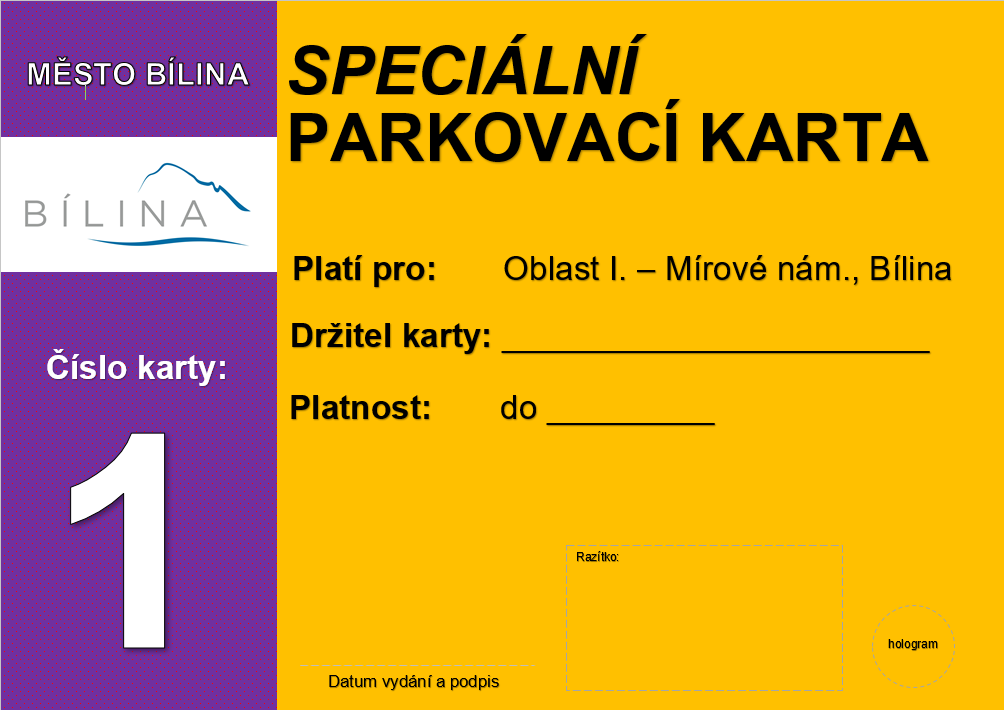 MĚSTO BÍLINA
BÍLINA
Číslo karty:
1
SPECIÁLNÍ
PARKOVACÍ KARTA
Platí pro: Oblast I. – Mírové nám., Bílina
Držitel karty: _______________________
Platnost: do _________
Razítko:
hologram
Datum vydání a podpis